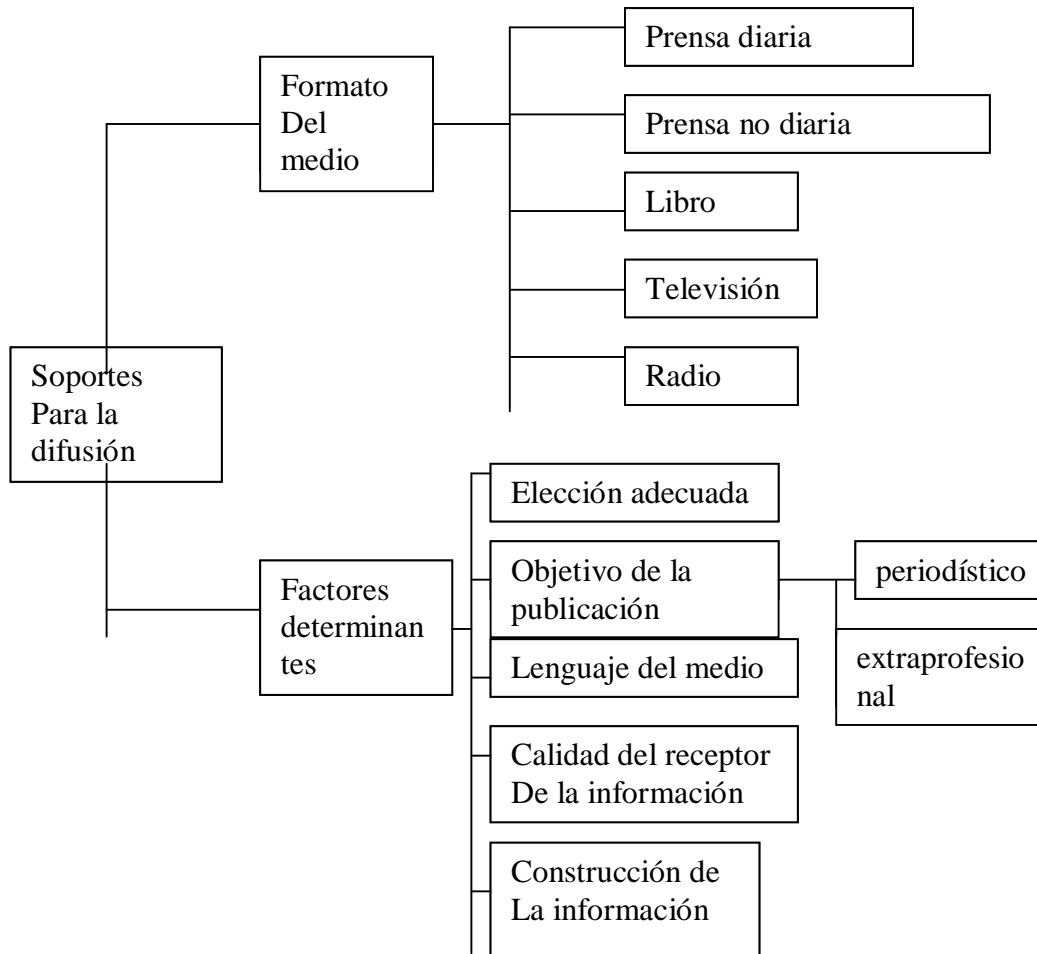 Soportes
Para la
difusión
Formato
Del
medio
Prensa diaria
Prensa no diaria
Libro
Televisión
Radio
Factores
determinan
tes
Elección adecuada
Objetivo de la
publicación
periodístico
extraprofesio
nal
Lenguaje del medio
Calidad del receptor
De la información
Construcción de
La información